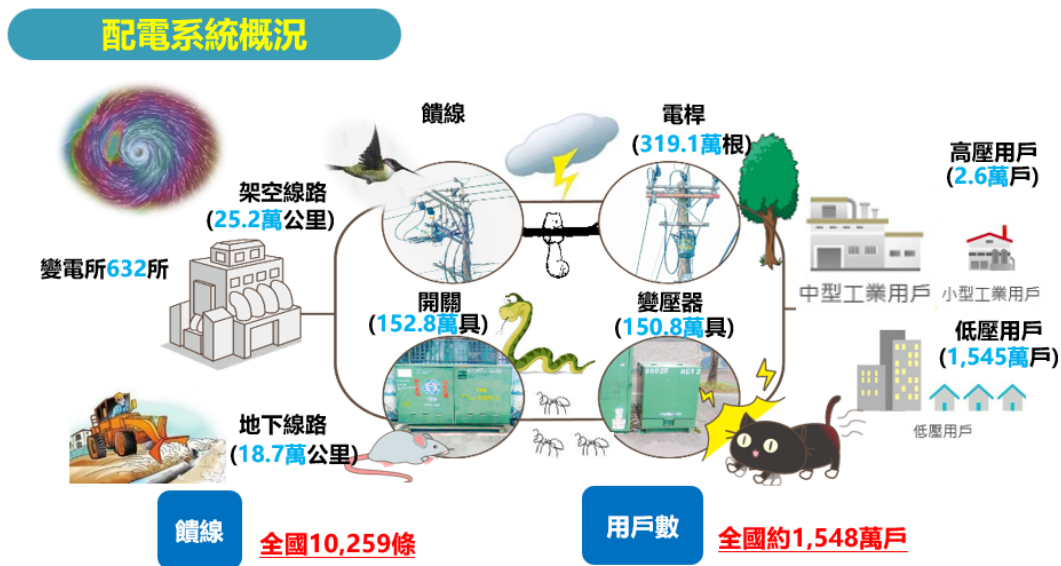 配電系統概況
饋線
電桿
(319.1萬根)
高壓用戶
(2.6萬戶)
架空線路
(25.2萬公里)
變電所632所
中型工業用戶
小型工業用戶
開關
(152.8萬具)
變壓器
(150.8萬具)
低壓用戶
(1,545萬戶)
低壓用戶
地下線路
(18.7萬公里)
饋線
全國10,259條
用戶數
全國約1,548萬戶